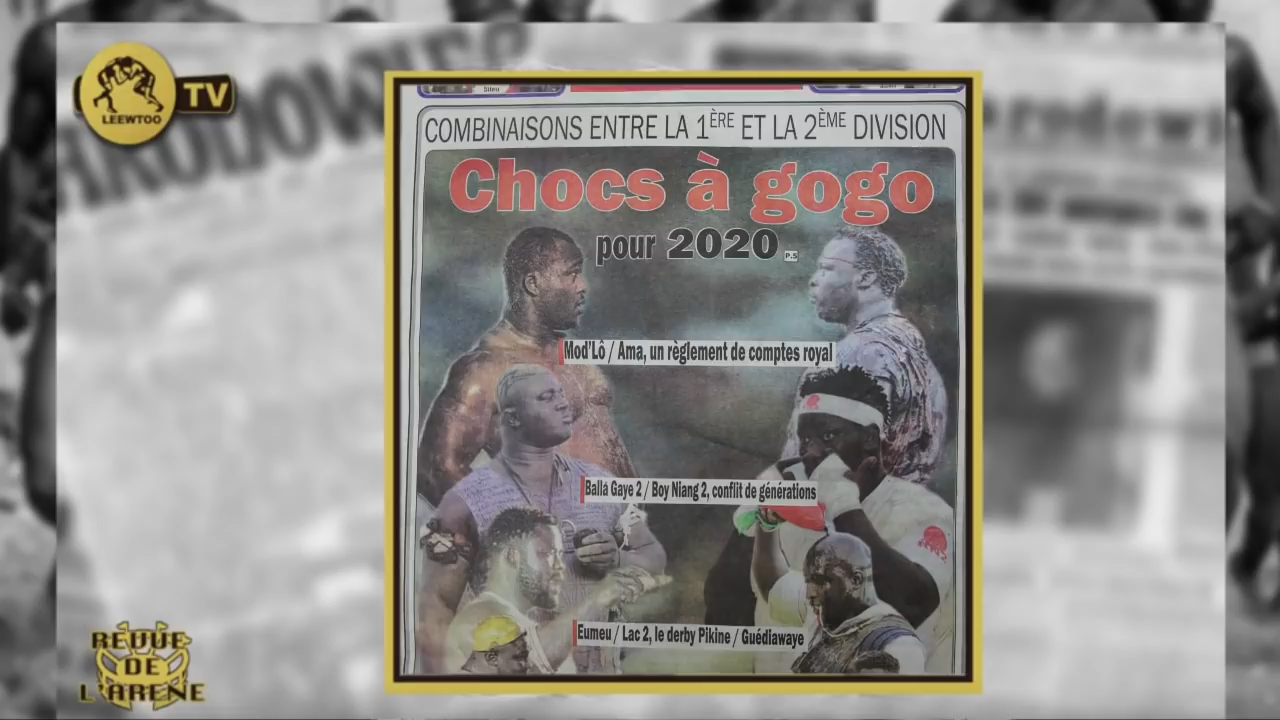 LEEWTOO
TV
COMBINAISONS ENTRE LA 1ÈRE ET LA 2ÈME DIVISION
Chocs à gogo
pour 2020 P.5
Mod'Lô / Ama, un règlement de comptes royal
Balla Gaye 2 / Boy Niang 2, conflit de générations
Eumeu / Lac 2, le derby Pikine / Guédiawaye
REVUE
DE
L'ARENE